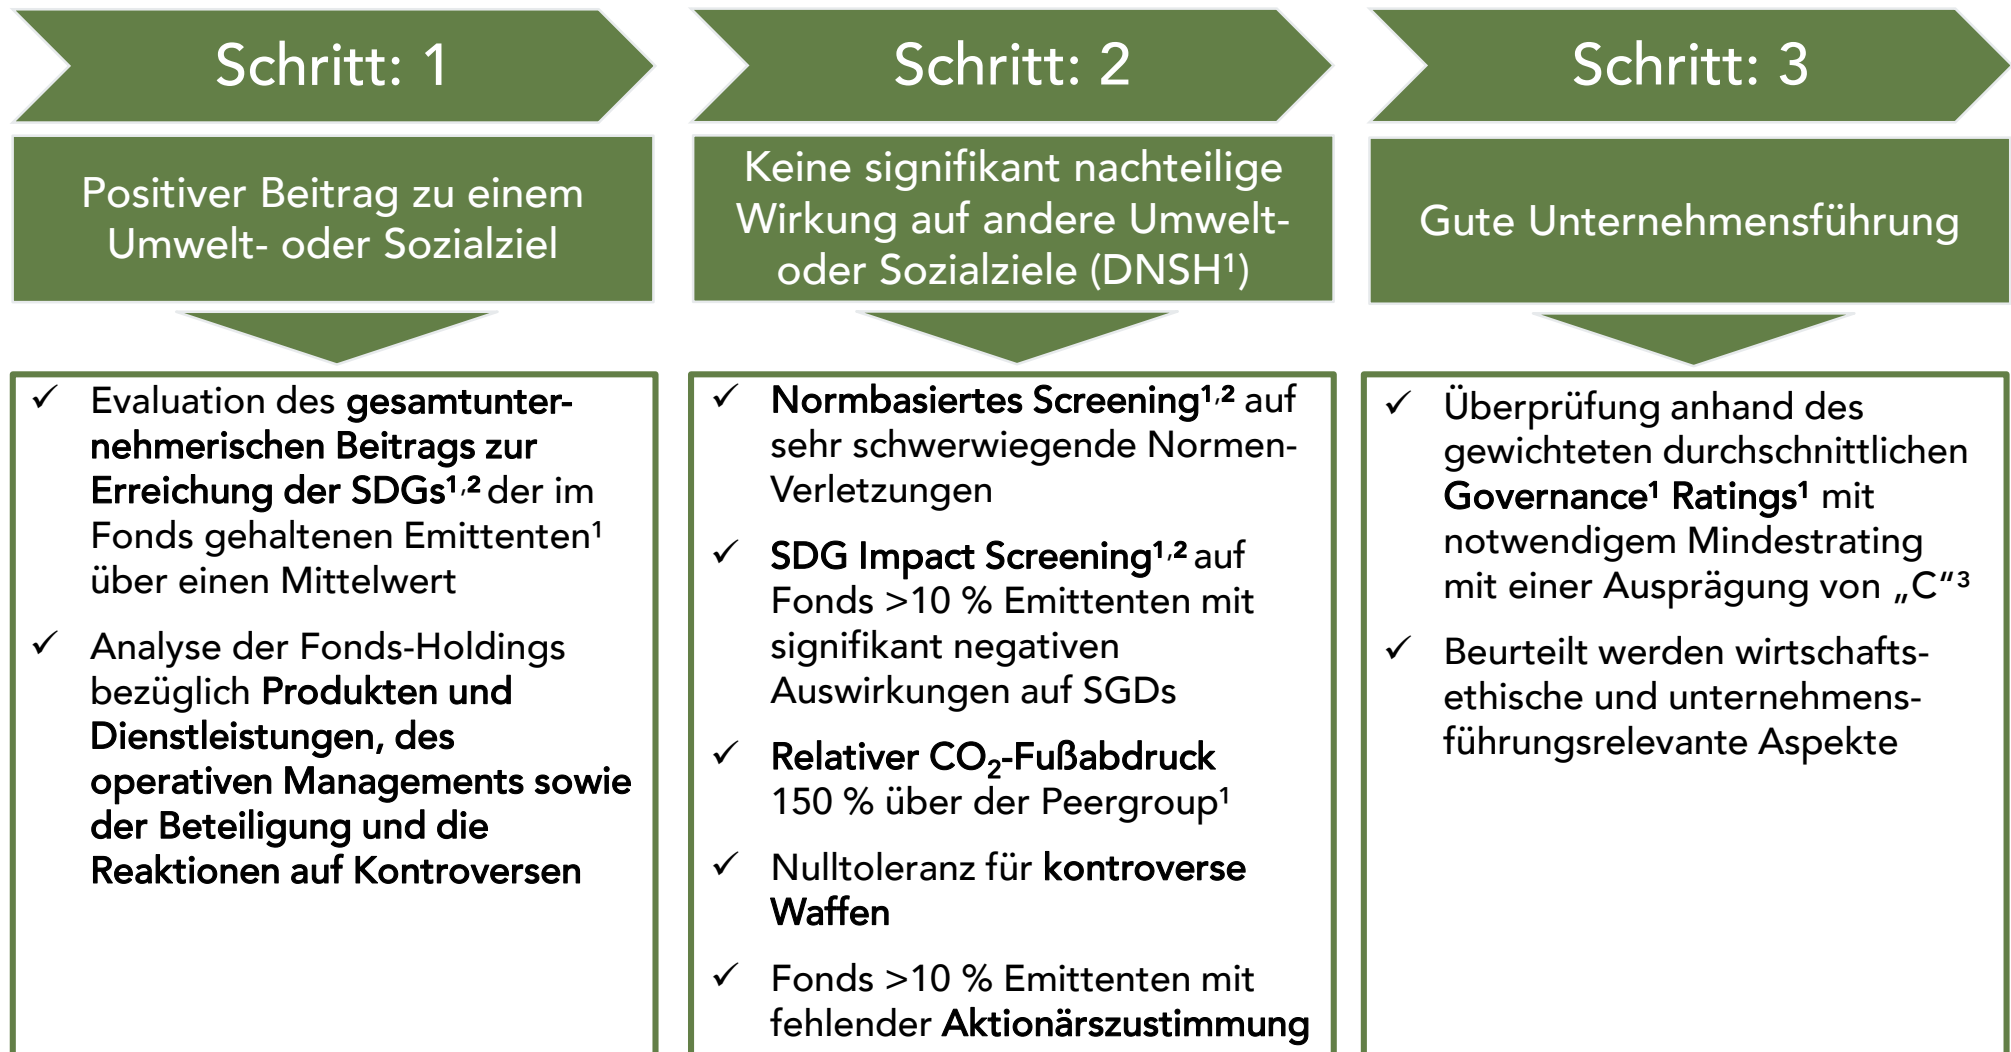 Schritt: 1
Positiver Beitrag zu einem
Umwelt- oder Sozialziel
✓ Evaluation des gesamtunter-
nehmerischen Beitrags zur
Erreichung der SDGs¹,² der im
Fonds gehaltenen Emittenten¹
über einen Mittelwert
✓ Analyse der Fonds-Holdings
bezüglich Produkten und
Dienstleistungen, des
operativen Managements sowie
der Beteiligung und die
Reaktionen auf Kontroversen
Schritt: 2
Keine signifikant nachteilige
Wirkung auf andere Umwelt-
oder Sozialziele (DNSH¹)
✓ Normbasiertes Screening¹,² auf
sehr schwerwiegende Normen-
Verletzungen
✓ SDG Impact Screening¹,² auf
Fonds >10 % Emittenten mit
signifikant negativen
Auswirkungen auf SGDs
✓ Relativer CO₂-Fußabdruck
150 % über der Peergroup¹
✓ Nulltoleranz für kontroverse
Waffen
✓ Fonds >10 % Emittenten mit
fehlender Aktionärszustimmung
Schritt: 3
Gute Unternehmensführung
✓ Überprüfung anhand des
gewichteten durchschnittlichen
Governance¹ Ratings¹ mit
notwendigem Mindestrating
mit einer Ausprägung von „C"³
✓ Beurteilt werden wirtschafts-
ethische und unternehmens-
führungsrelevante Aspekte